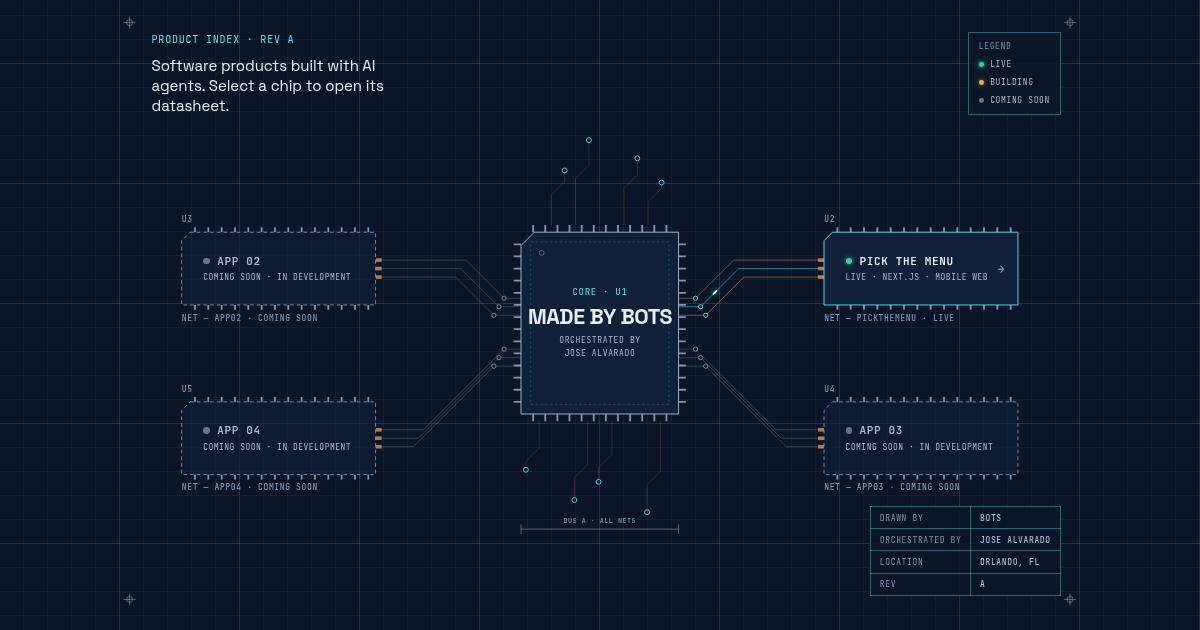 PRODUCT INDEX · REV A
Software products built with AI
agents. Select a chip to open its
datasheet.
LEGEND
LIVE
BUILDING
COMING SOON
U3
APP 02
COMING SOON · IN DEVELOPMENT
NET — APP02 · COMING SOON
U2
PICK THE MENU
LIVE · NEXT.JS · MOBILE WEB
NET — PICKTHEMENU · LIVE
CORE · U1
MADE BY BOTS
ORCHESTRATED BY
JOSE ALVARADO
U5
APP 04
COMING SOON · IN DEVELOPMENT
NET — APP04 · COMING SOON
U4
APP 03
COMING SOON · IN DEVELOPMENT
NET — APP03 · COMING SOON
BUS A · ALL NETS
DRAWN BY BOTS
ORCHESTRATED BY JOSE ALVARADO
LOCATION ORLANDO, FL
REV A